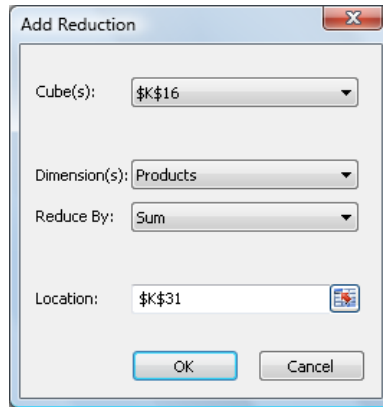 Add Reduction
Cube(s): $K$16
Dimension(s): Products
Reduce By: Sum
Location: $K$31
OK Cancel